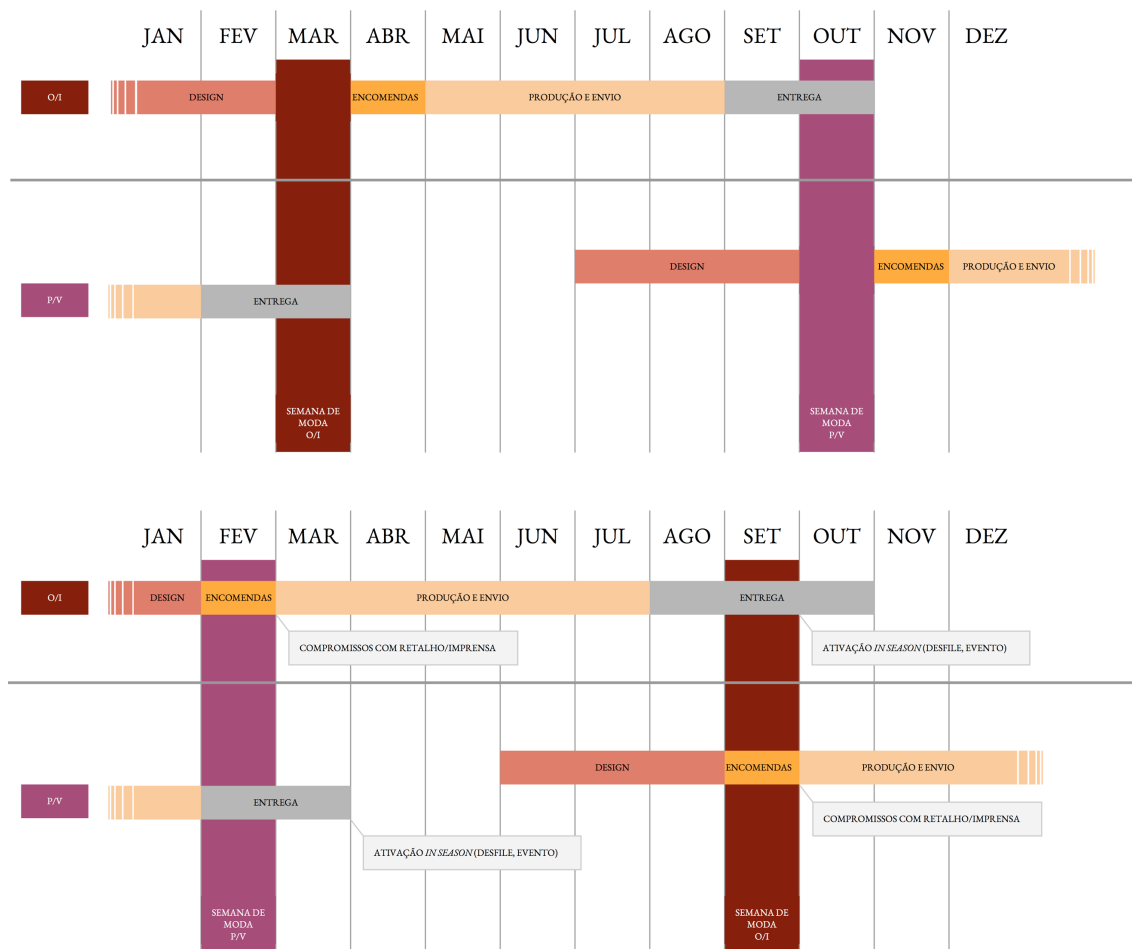 JAN FEV MAR ABR MAI JUN JUL AGO SET OUT NOV DEZ
O/I DESIGN ENCOMENDAS PRODUÇÃO E ENVIO ENTREGA
DESIGN ENCOMENDAS PRODUÇÃO E ENVIO
P/V ENTREGA
SEMANA DE
MODA
O/I
SEMANA DE
MODA
P/V
JAN FEV MAR ABR MAI JUN JUL AGO SET OUT NOV DEZ
O/I DESIGN ENCOMENDAS PRODUÇÃO E ENVIO ENTREGA
COMPROMISSOS COM RETALHO/IMPRENSA
ATIVAÇÃO IN SEASON (DESFILE, EVENTO)
DESIGN ENCOMENDAS PRODUÇÃO E ENVIO
P/V ENTREGA
COMPROMISSOS COM RETALHO/IMPRENSA
ATIVAÇÃO IN SEASON (DESFILE, EVENTO)
SEMANA DE
MODA
P/V
SEMANA DE
MODA
O/I